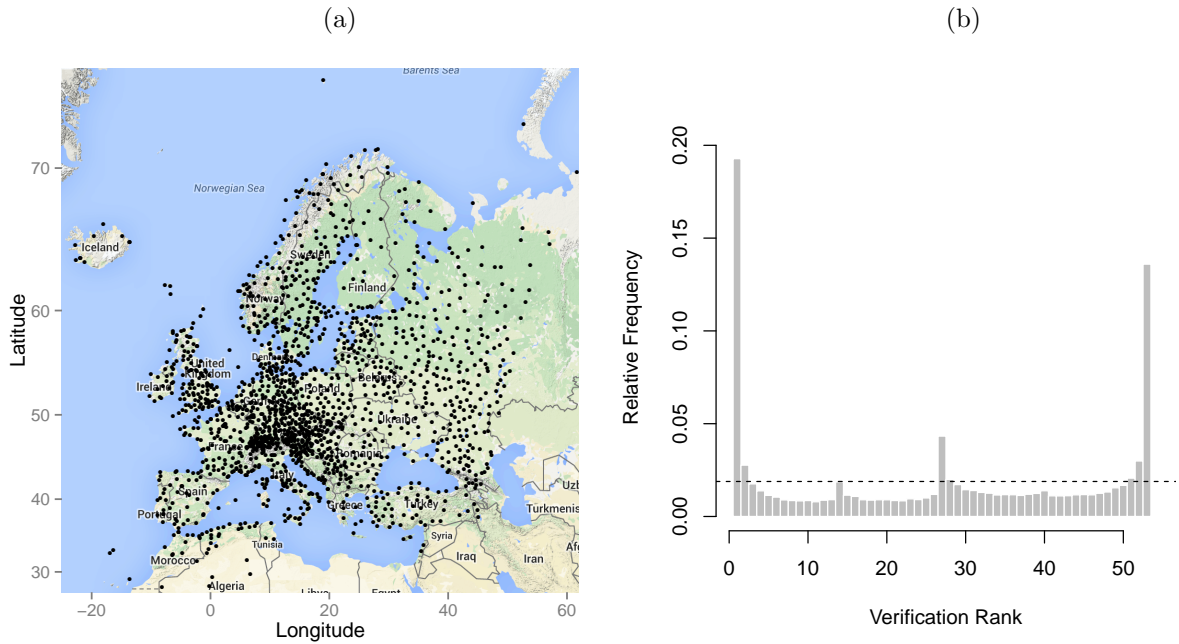 (a)
(b)
Barents Sea
Norwegian Sea
Iceland
Sweden
Finland
Norway
United
Kingdom
Ireland
Poland
Belarus
Ukraine
France
Romania
Italy
Spain
Portugal
Greece
Turkey
Uzb
Turkmenis
Tunisia
Syria
Morocco
Iraq
Iran
Af
Algeria
Libya
70
60
50
40
30
Latitude
−20
0
20
40
60
Longitude
0.20
0.15
0.10
0.05
0.00
Relative Frequency
0
10
20
30
40
50
Verification Rank